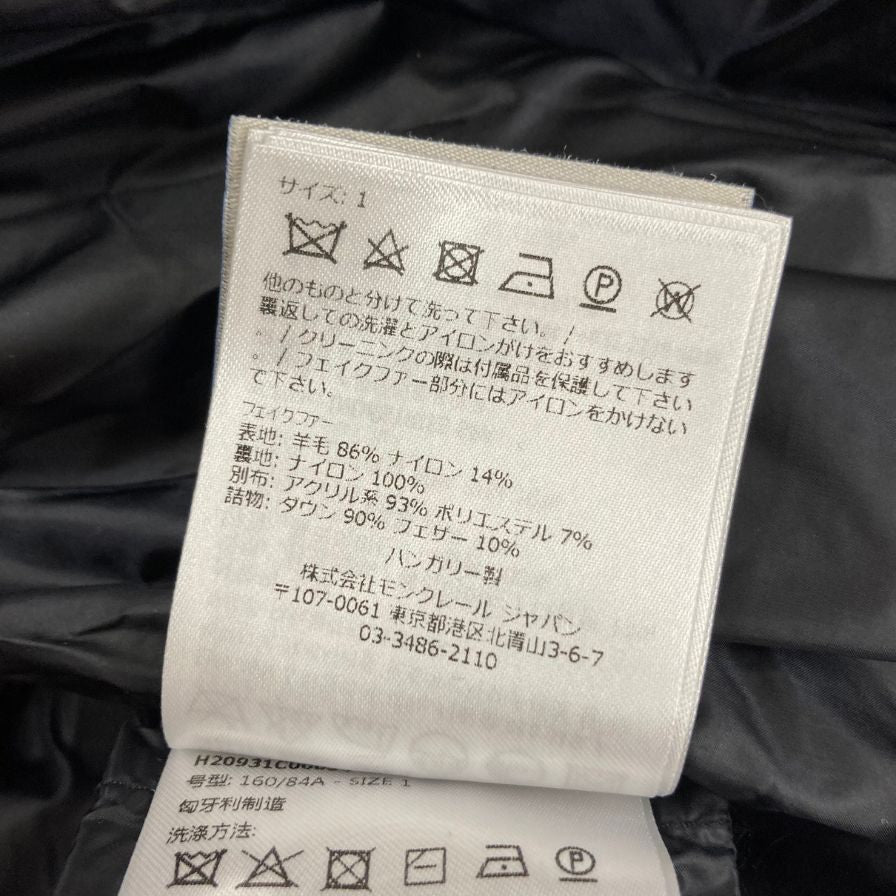 サイズ: 1
P W
他のものと分けて洗って下さい。/
裏返しての洗濯とアイロンがけをおすすめします
。/ クリーニングの際は付属品を保護して下さい
。/ フェイクファー部分にはアイロンをかけない
で下さい。
フェイクファー
表地: 羊毛 86% ナイロン 14%
裏地: ナイロン 100%
別布: アクリル系 93% ポリエステル 7%
詰物: ダウン 90% フェザー 10%
ハンガリー製
株式会社モンクレール ジャパン
〒107-0061 東京都港区北青山3-6-7
03-3486-2110
号型: 160/84A - SIZE 1
匈牙利制造
洗涤方法:
P